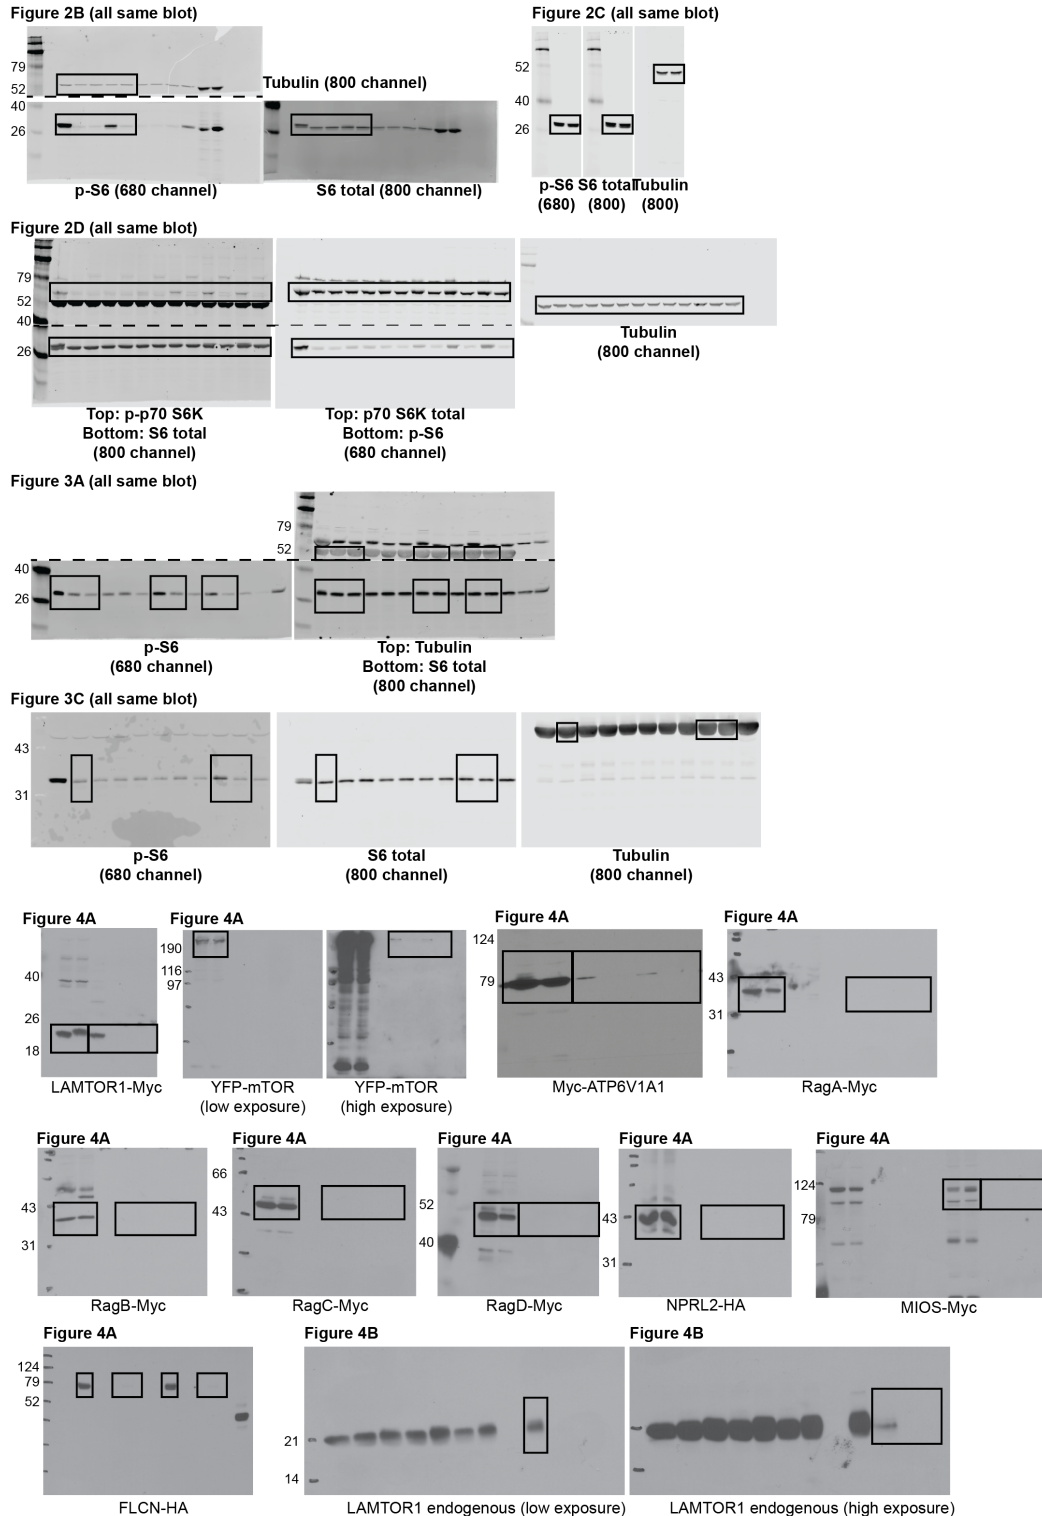 Figure 2B (all same blot)
79
52
40
26
Tubulin (800 channel)
p-S6 (680 channel)
S6 total (800 channel)
Figure 2C (all same blot)
52
40
26
p-S6 S6 total Tubulin
(680) (800) (800)
Figure 2D (all same blot)
79
52
40
26
Top: p-p70 S6K
Bottom: S6 total
(800 channel)
Top: p70 S6K total
Bottom: p-S6
(680 channel)
Tubulin
(800 channel)
Figure 3A (all same blot)
79
52
40
26
p-S6
(680 channel)
Top: Tubulin
Bottom: S6 total
(800 channel)
Figure 3C (all same blot)
43
31
p-S6
(680 channel)
S6 total
(800 channel)
Tubulin
(800 channel)
Figure 4A
40
26
18
LAMTOR1-Myc
Figure 4A
190
116
97
YFP-mTOR
(low exposure)
YFP-mTOR
(high exposure)
Figure 4A
124
79
Myc-ATP6V1A1
Figure 4A
43
31
RagA-Myc
Figure 4A
43
31
RagB-Myc
Figure 4A
66
43
RagC-Myc
Figure 4A
52
40
RagD-Myc
Figure 4A
43
31
NPRL2-HA
Figure 4A
124
79
MIOS-Myc
Figure 4A
124
79
52
FLCN-HA
Figure 4B
21
14
LAMTOR1 endogenous (low exposure)
Figure 4B
LAMTOR1 endogenous (high exposure)